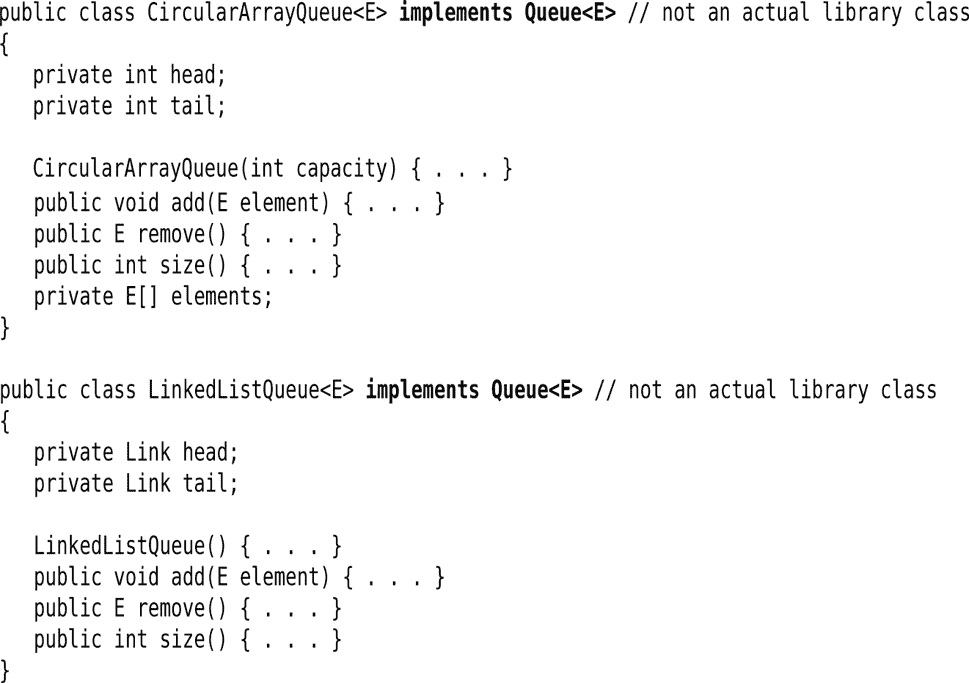 public class CircularArrayQueue<E> implements Queue<E> // not an actual library class
{
private int head;
private int tail;
CircularArrayQueue(int capacity) { . . . }
public void add(E element) { . . . }
public E remove() { . . . }
public int size() { . . . }
private E[] elements;
}
public class LinkedListQueue<E> implements Queue<E> // not an actual library class
{
private Link head;
private Link tail;
LinkedListQueue() { . . . }
public void add(E element) { . . . }
public E remove() { . . . }
public int size() { . . . }
}